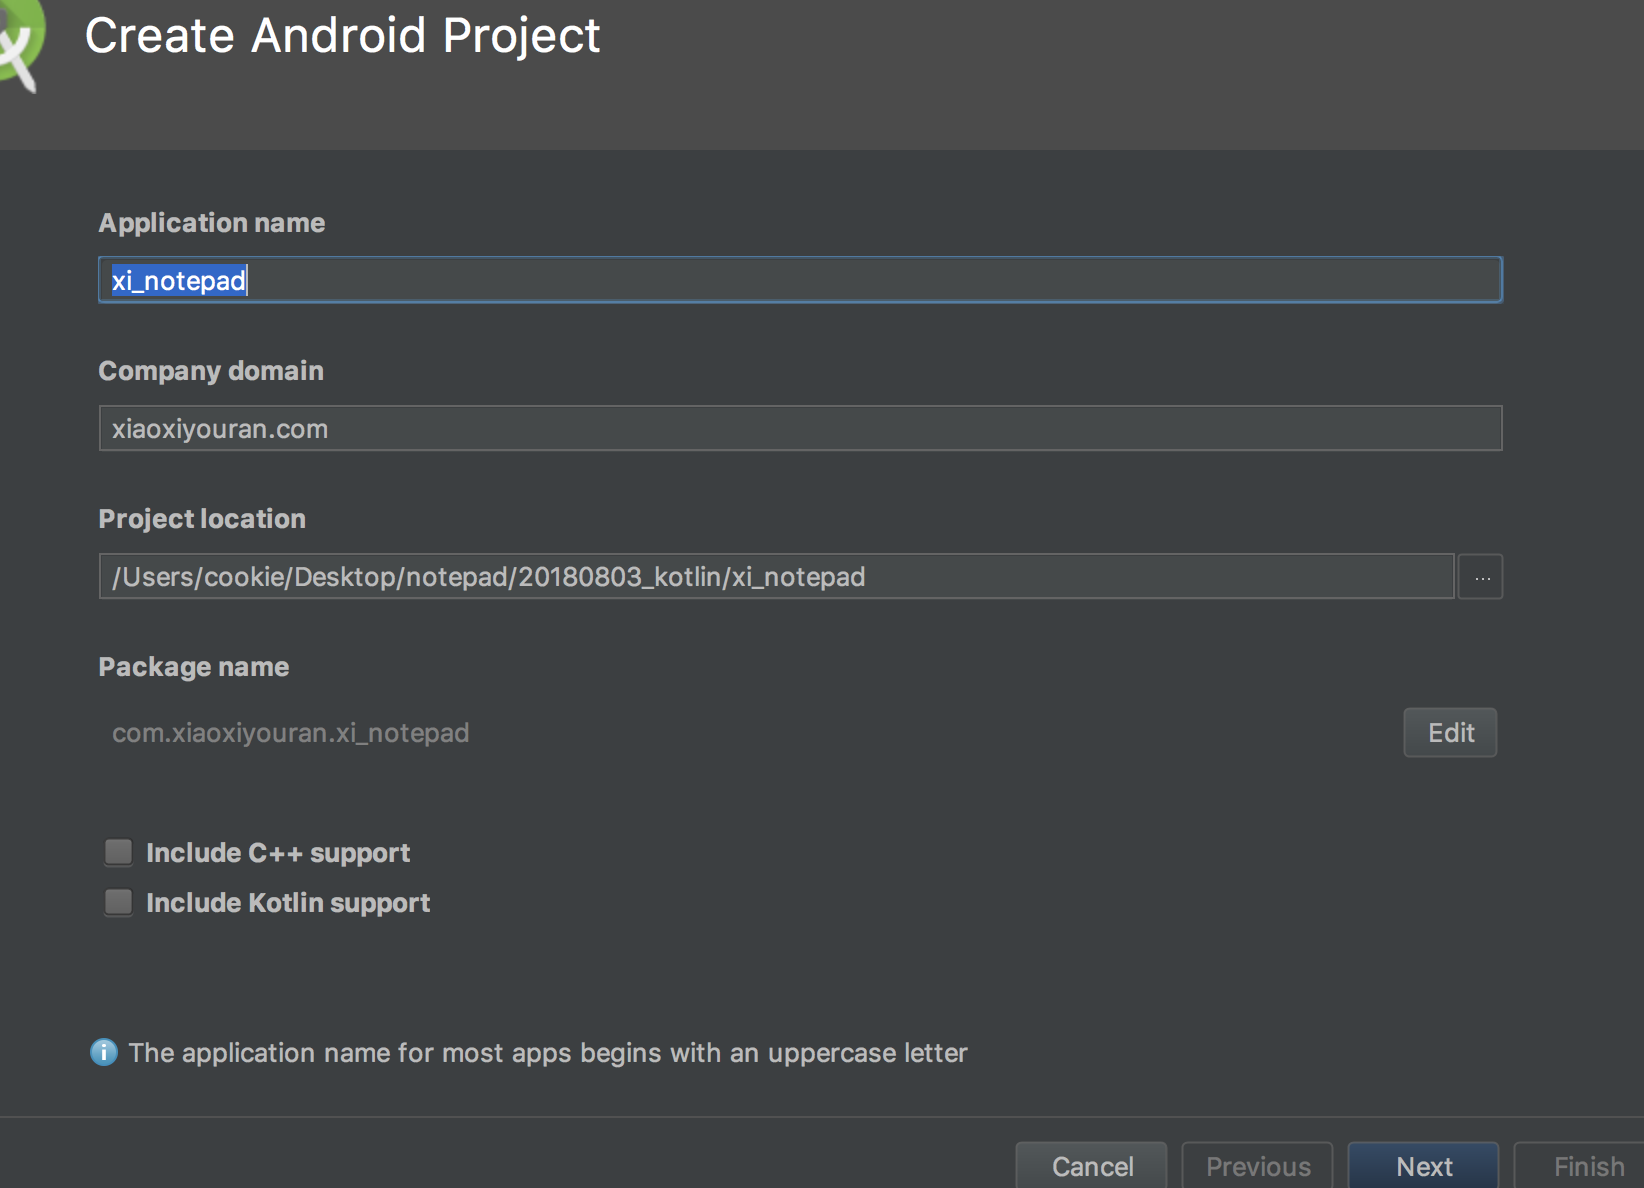 Create Android Project
Application name
xi_notepad
Company domain
xiaoxiyouran.com
Project location
/Users/cookie/Desktop/notepad/20180803_kotlin/xi_notepad
...
Package name
com.xiaoxiyouran.xi_notepad
Edit
Include C++ support
Include Kotlin support
The application name for most apps begins with an uppercase letter
Cancel Previous Next Finish